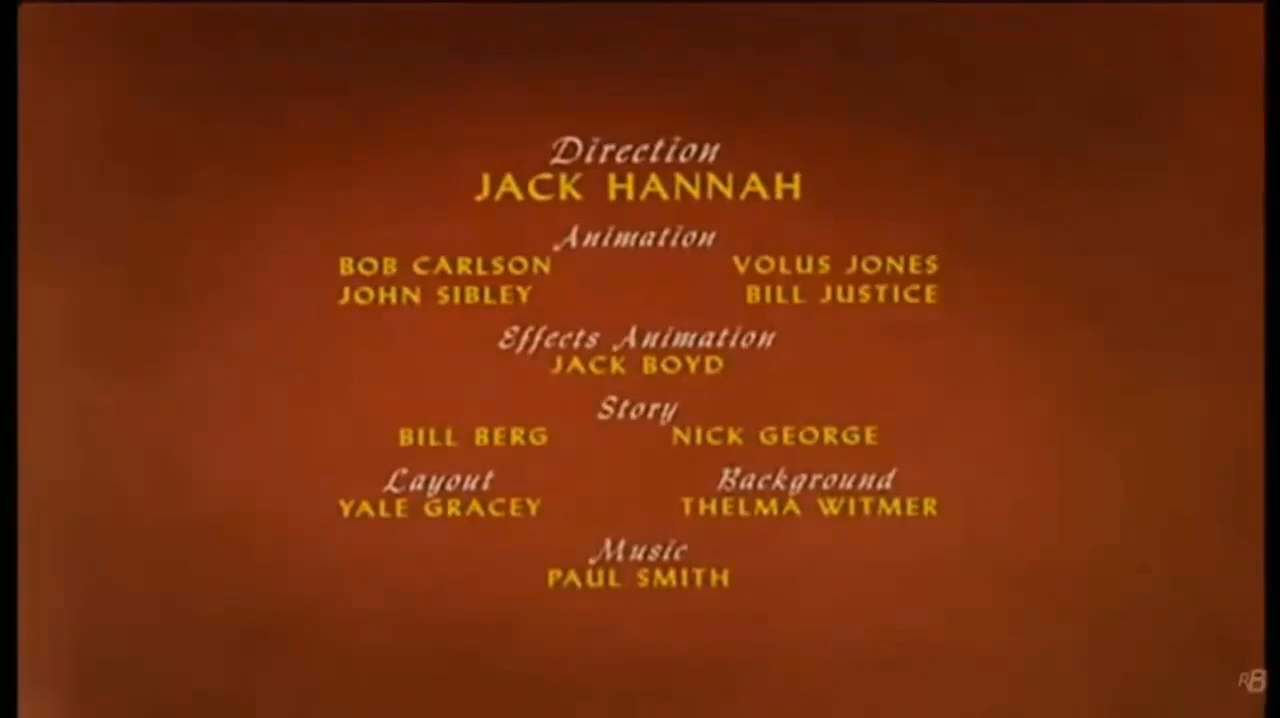 Direction
JACK HANNAH
Animation
BOB CARLSON VOLUS JONES
JOHN SIBLEY BILL JUSTICE
Effects Animation
JACK BOYD
Story
BILL BERG NICK GEORGE
Layout Background
YALE GRACEY THELMA WITMER
Music
PAUL SMITH